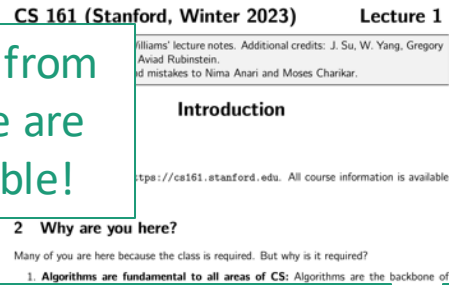 CS 161 (Stanford, Winter 2023) Lecture 1
Williams' lecture notes. Additional credits: J. Su, W. Yang, Gregory
Aviad Rubinstein.
mistakes to Nima Anari and Moses Charikar.
from
are
Introduction
https://cs161.stanford.edu. All course information is available
2 Why are you here?
Many of you are here because the class is required. But why is it required?
1. Algorithms are fundamental to all areas of CS: Algorithms are the backbone of